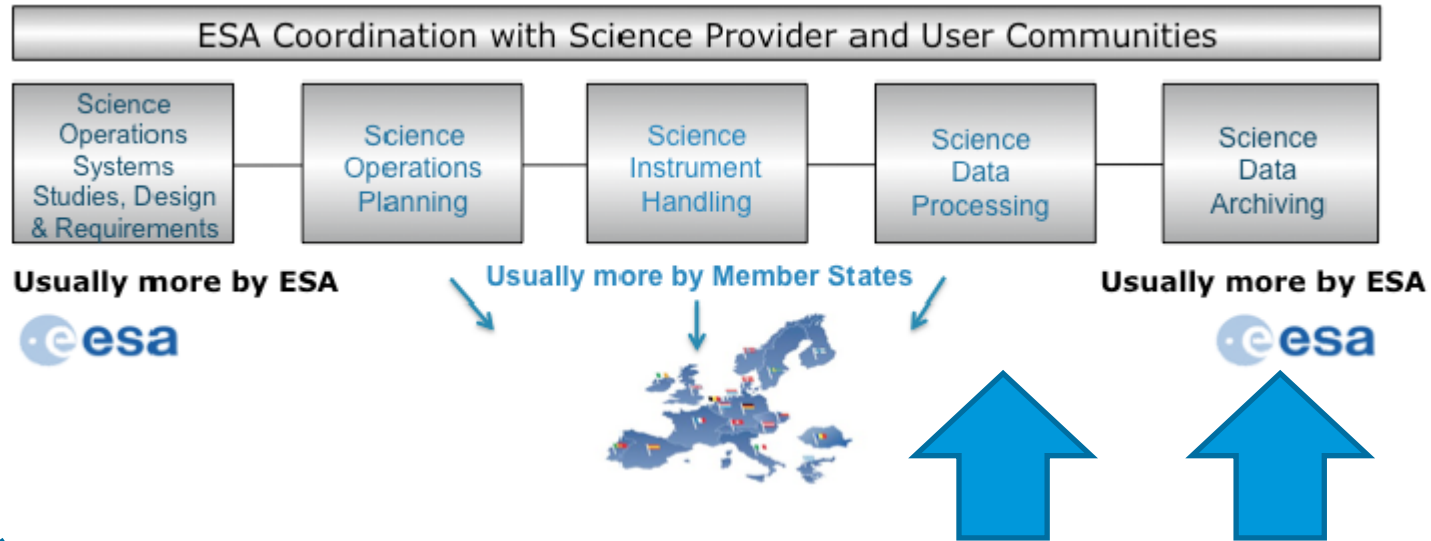 ESA Coordination with Science Provider and User Communities
Science
Operations
Systems
Studies, Design
& Requirements
Science
Operations
Planning
Science
Instrument
Handling
Science
Data
Processing
Science
Data
Archiving
Usually more by ESA
Usually more by Member States
Usually more by ESA
esa
esa